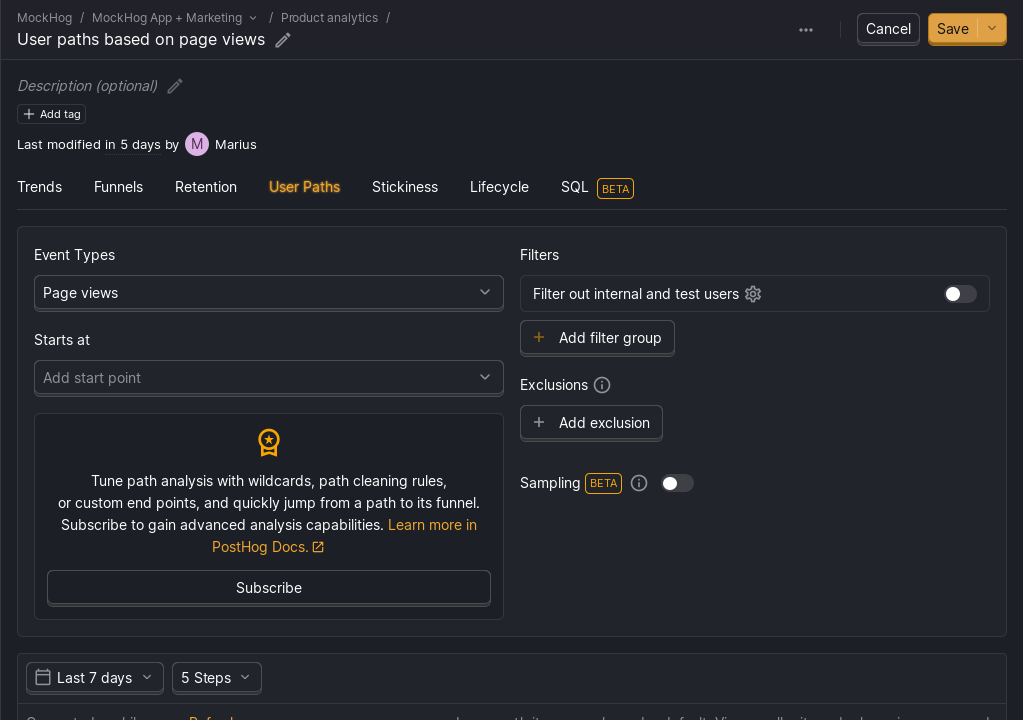 MockHog / MockHog App + Marketing / Product analytics /
User paths based on page views
Cancel
Save
Description (optional)
Add tag
Last modified in 5 days by M Marius
Trends Funnels Retention User Paths Stickiness Lifecycle SQL BETA
Event Types
Page views
Starts at
Add start point
Tune path analysis with wildcards, path cleaning rules,
or custom end points, and quickly jump from a path to its funnel.
Subscribe to gain advanced analysis capabilities. Learn more in
PostHog Docs.
Subscribe
Filters
Filter out internal and test users
Add filter group
Exclusions
Add exclusion
Sampling BETA
Last 7 days
5 Steps